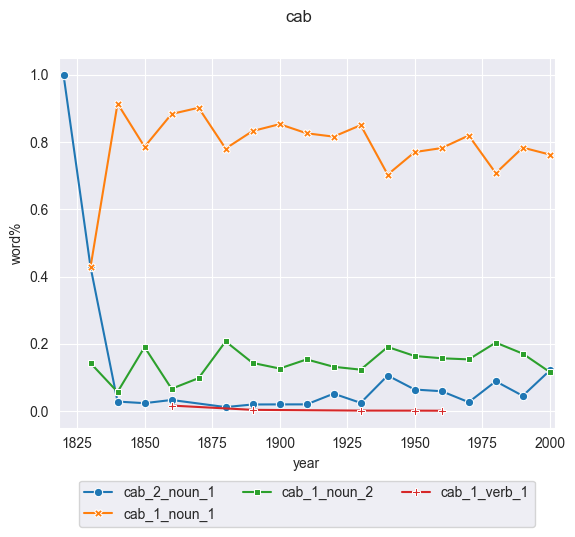 cab
1.0
0.8
0.6
0.4
0.2
0.0
word%
1825 1850 1875 1900 1925 1950 1975 2000
year
cab_2_noun_1 cab_1_noun_2 cab_1_verb_1
cab_1_noun_1